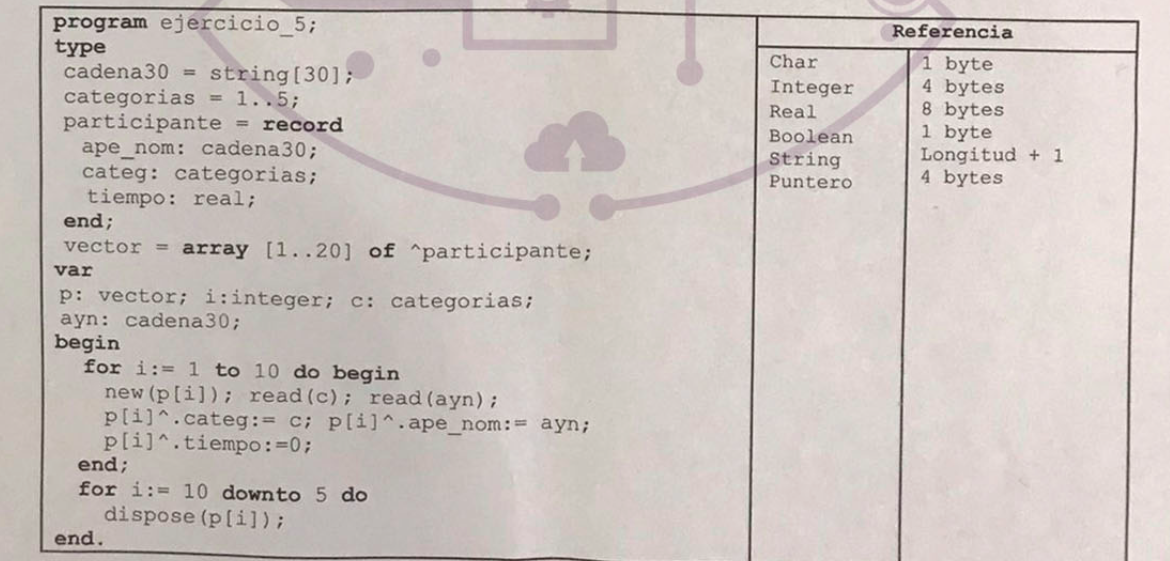 program ejercicio_5;
type
cadena30 = string[30];
categorias = 1..5;
participante = record
ape_nom: cadena30;
categ: categorias;
tiempo: real;
end;
vector = array [1..20] of ^participante;
var
p: vector; i:integer; c: categorias;
ayn: cadena30;
begin
for i:= 1 to 10 do begin
new(p[i]); read(c); read(ayn);
p[i]^.categ:= c; p[i]^.ape_nom:= ayn;
p[i]^.tiempo:=0;
end;
for i:= 10 downto 5 do
dispose(p[i]);
end.
Referencia
Char 1 byte
Integer 4 bytes
Real 8 bytes
Boolean 1 byte
String Longitud + 1
Puntero 4 bytes